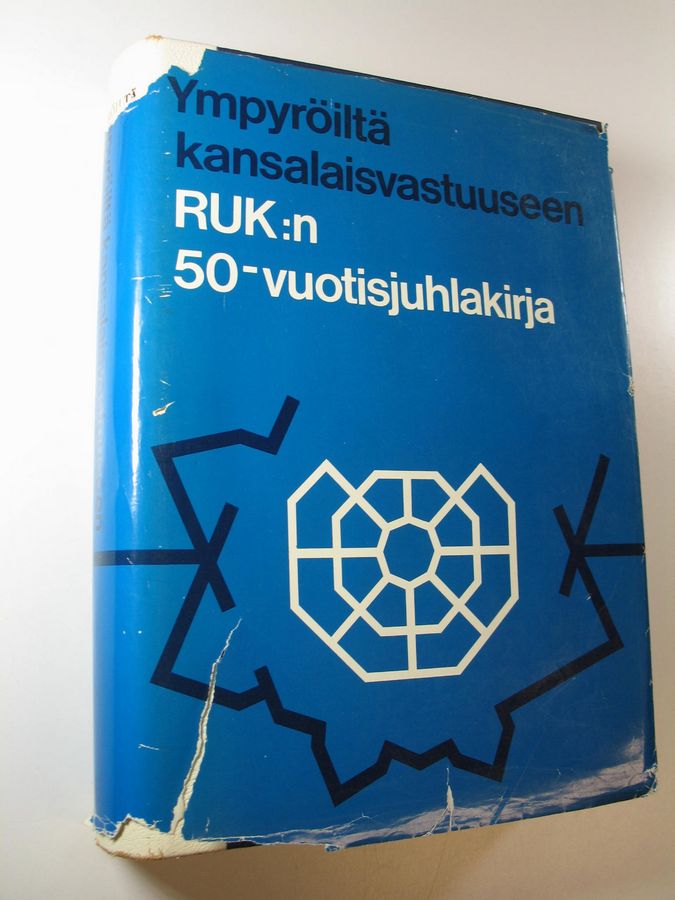 Ympyröiltä
kansalaisvastuuseen
RUK:n
50-vuotisjuhlakirja